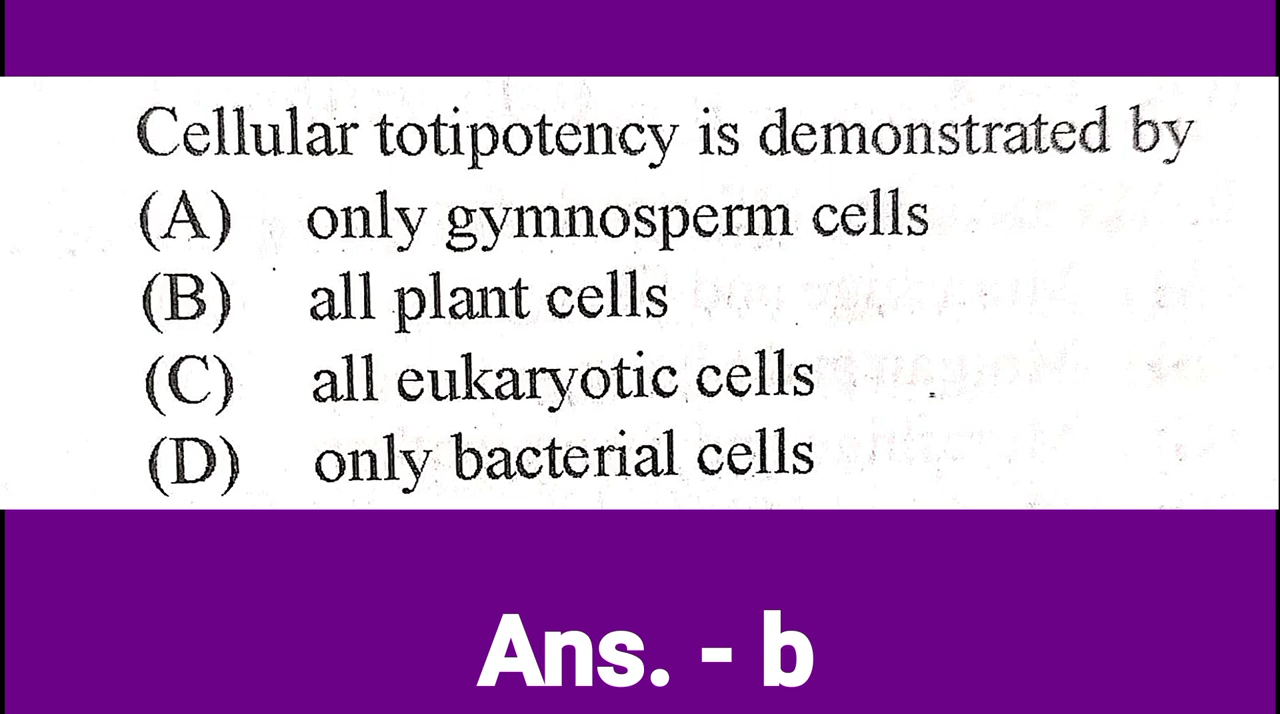 Cellular totipotency is demonstrated by
(A) only gymnosperm cells
(B) all plant cells
(C) all eukaryotic cells
(D) only bacterial cells
Ans. - b